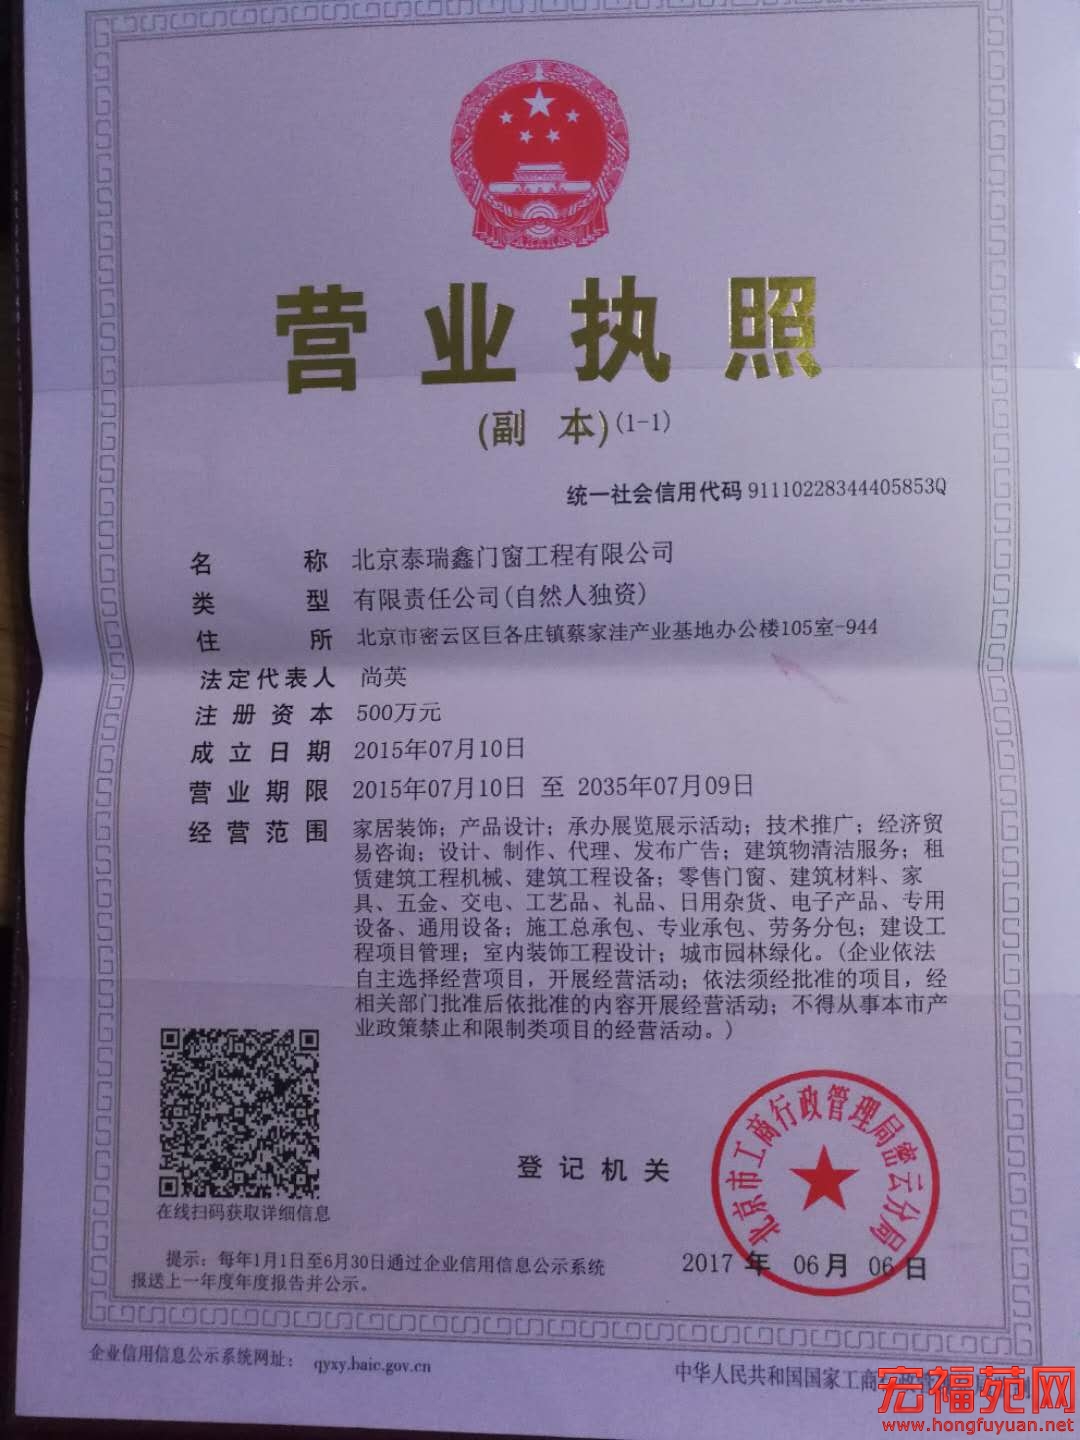 营业执照
(副 本)(1-1)
统一社会信用代码 91110228344405853Q
名 称 北京泰瑞鑫门窗工程有限公司
类 型 有限责任公司(自然人独资)
住 所 北京市密云区巨各庄镇蔡家洼产业基地办公楼105室-944
法定代表人 尚英
注册资本 500万元
成立日期 2015年07月10日
营业期限 2015年07月10日 至 2035年07月09日
经营范围 家居装饰；产品设计；承办展览展示活动；技术推广；经济贸
易咨询；设计、制作、代理、发布广告；建筑物清洁服务；租
赁建筑工程机械、建筑工程设备；零售门窗、建筑材料、家
具、五金、交电、工艺品、礼品、日用杂货、电子产品、专用
设备、通用设备；施工总承包、专业承包、劳务分包；建设工
程项目管理；室内装饰工程设计；城市园林绿化。(企业依法
自主选择经营项目，开展经营活动；依法须经批准的项目，经
相关部门批准后依批准的内容开展经营活动；不得从事本市产
业政策禁止和限制类项目的经营活动。)
在线扫码获取详细信息
登记机关
北京市工商行政管理局密云分局
2017 年 06月 06日
提示：每年1月1日至6月30日通过企业信用信息公示系统
报送上一年度年度报告并公示。
企业信用信息公示系统网址： qyxy.baic.gov.cn
中华人民共和国国家工商
宏福苑网
www.hongfuyuan.net